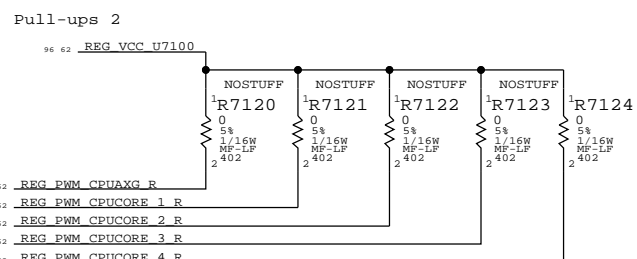 Pull-ups 2
96 62 REG_VCC_U7100
NOSTUFF NOSTUFF NOSTUFF NOSTUFF
1 R7120 1 R7121 1 R7122 1 R7123 1 R7124
0 0 0 0 0
5% 5% 5% 5% 5%
1/16W 1/16W 1/16W 1/16W 1/16W
MF-LF MF-LF MF-LF MF-LF MF-LF
2 402 2 402 2 402 2 402 2 402
REG_PWM_CPUAXG_R
REG_PWM_CPUCORE_1_R
REG_PWM_CPUCORE_2_R
REG_PWM_CPUCORE_3_R
REG_PWM_CPUCORE_4_R